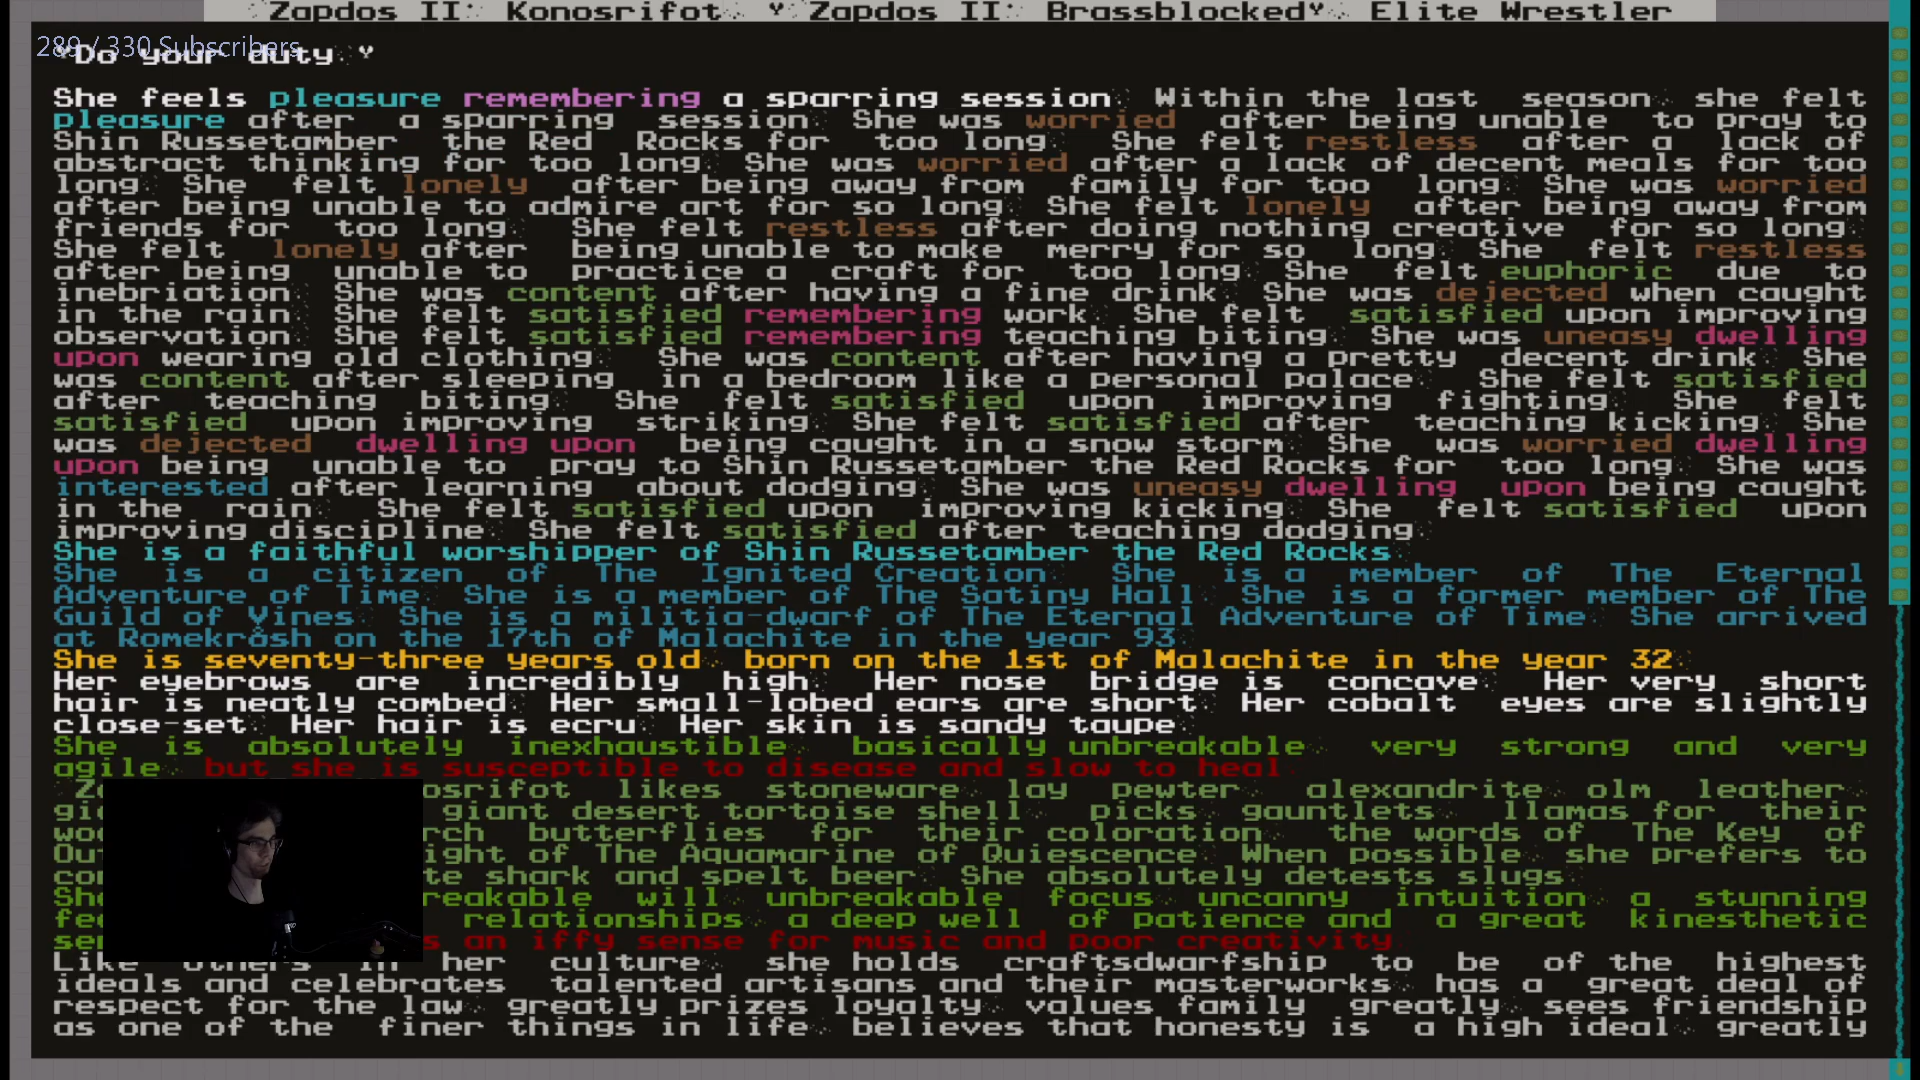 Zapdos II: Konosrifot, "Zapdos II: Brassblocked", Elite Wrestler
289 / 330 Subscribers
"Do your duty."
She feels pleasure remembering a sparring session. Within the last season, she felt
pleasure after a sparring session. She was worried after being unable to pray to
Shin Russetamber the Red Rocks for too long. She felt restless after a lack of
abstract thinking for too long. She was worried after a lack of decent meals for too
long. She felt lonely after being away from family for too long. She was worried
after being unable to admire art for so long. She felt lonely after being away from
friends for too long. She felt restless after doing nothing creative for so long.
She felt lonely after being unable to make merry for so long. She felt restless
after being unable to practice a craft for too long. She felt euphoric due to
inebriation. She was content after having a fine drink. She was dejected when caught
in the rain. She felt satisfied remembering work. She felt satisfied upon improving
observation. She felt satisfied remembering teaching biting. She was uneasy dwelling
upon wearing old clothing. She was content after having a pretty decent drink. She
was content after sleeping in a bedroom like a personal palace. She felt satisfied
after teaching biting. She felt satisfied upon improving fighting. She felt
satisfied upon improving striking. She felt satisfied after teaching kicking. She
was dejected dwelling upon being caught in a snow storm. She was worried dwelling
upon being unable to pray to Shin Russetamber the Red Rocks for too long. She was
interested after learning about dodging. She was uneasy dwelling upon being caught
in the rain. She felt satisfied upon improving kicking. She felt satisfied upon
improving discipline. She felt satisfied after teaching dodging.
She is a faithful worshipper of Shin Russetamber the Red Rocks.
She is a citizen of The Ignited Creation. She is a member of The Eternal
Adventure of Time. She is a member of The Satiny Hall. She is a former member of The
Guild of Vines. She is a militia-dwarf of The Eternal Adventure of Time. She arrived
at Romekråsh on the 17th of Malachite in the year 93.
She is seventy-three years old, born on the 1st of Malachite in the year 32.
Her eyebrows are incredibly high. Her nose bridge is concave. Her very short
hair is neatly combed. Her small-lobed ears are short. Her cobalt eyes are slightly
close-set. Her hair is ecru. Her skin is sandy taupe.
She is absolutely inexhaustible, basically unbreakable, very strong and very
agile, but she is susceptible to disease and slow to heal.
osrifot likes stoneware, lay pewter, alexandrite, olm leather,
giant desert tortoise shell, picks, gauntlets, llamas for their
butterflies for their coloration, the words of The Key of
ight of The Aquamarine of Quiescence. When possible, she prefers to
shark and spelt beer. She absolutely detests slugs.
reakable will, unbreakable focus, uncanny intuition, a stunning
relationships, a deep well of patience and a great kinesthetic
s an iffy sense for music and poor creativity.
Like others in her culture, she holds craftsdwarfship to be of the highest
ideals and celebrates talented artisans and their masterworks, has a great deal of
respect for the law, greatly prizes loyalty, values family greatly, sees friendship
as one of the finer things in life, believes that honesty is a high ideal, greatly